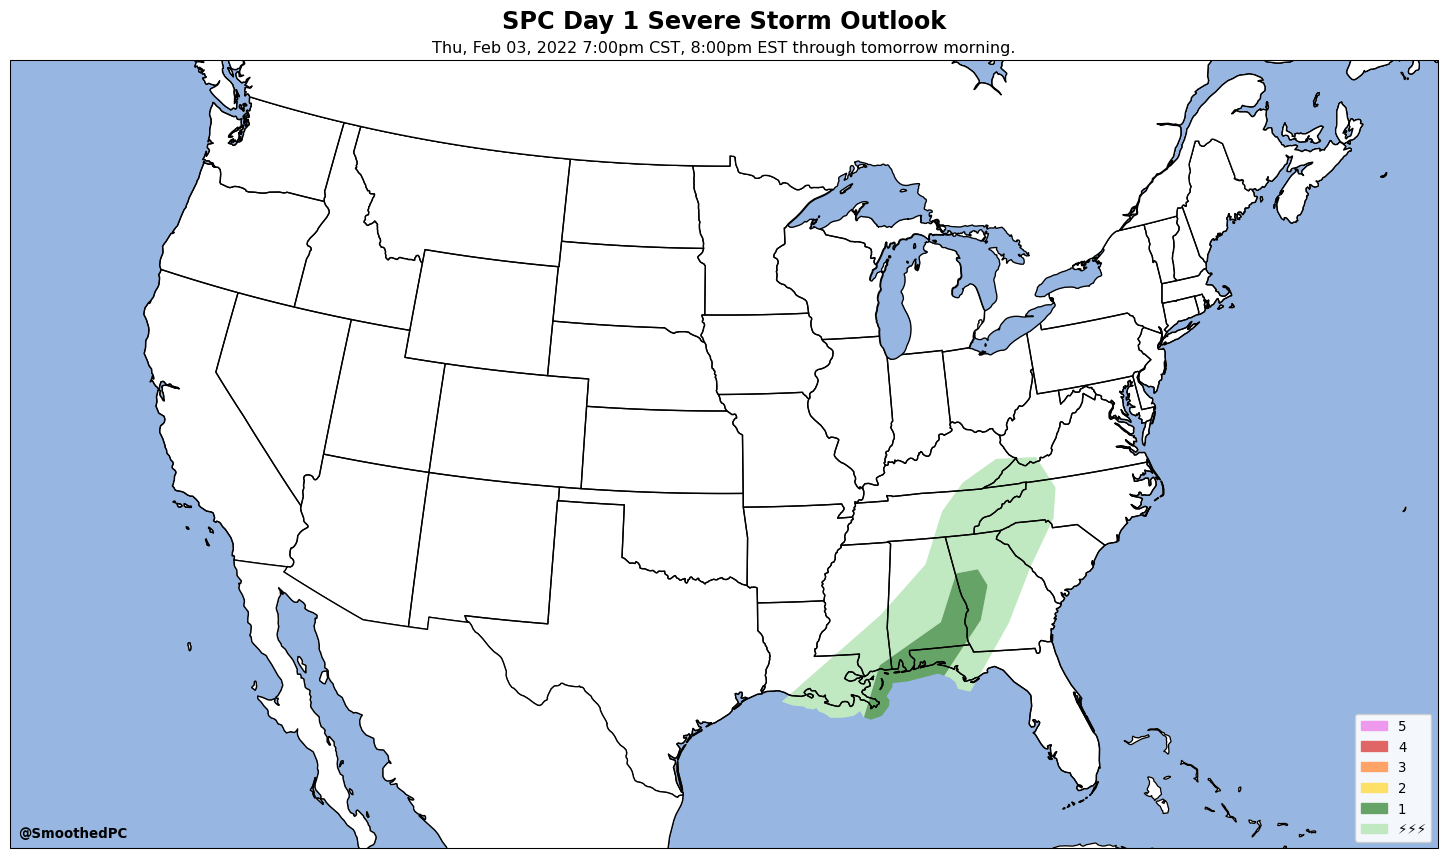 SPC Day 1 Severe Storm Outlook
Thu, Feb 03, 2022 7:00pm CST, 8:00pm EST through tomorrow morning.
5
4
3
2
1
⚡⚡⚡
@SmoothedPC